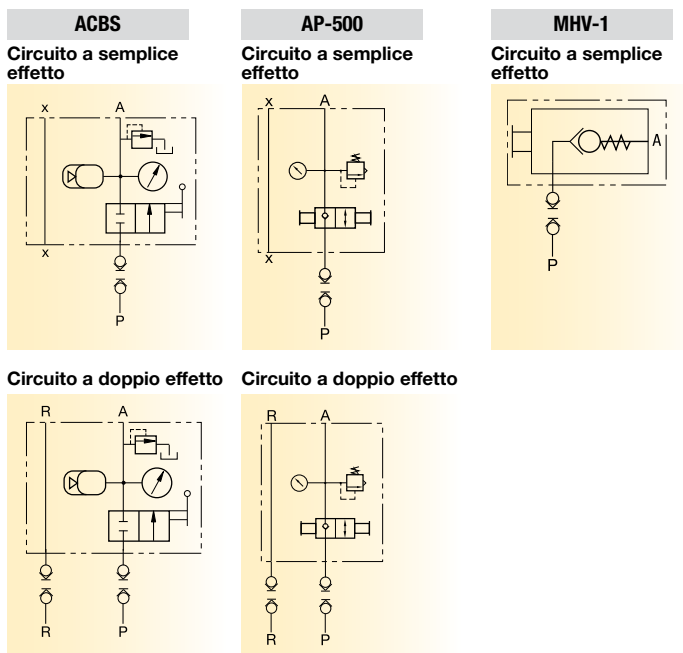 ACBS
Circuito a semplice
effetto
x A
x
P
AP-500
Circuito a semplice
effetto
x A
x
P
MHV-1
Circuito a semplice
effetto
A
P
Circuito a doppio effetto
R A
R P
Circuito a doppio effetto
R A
R P